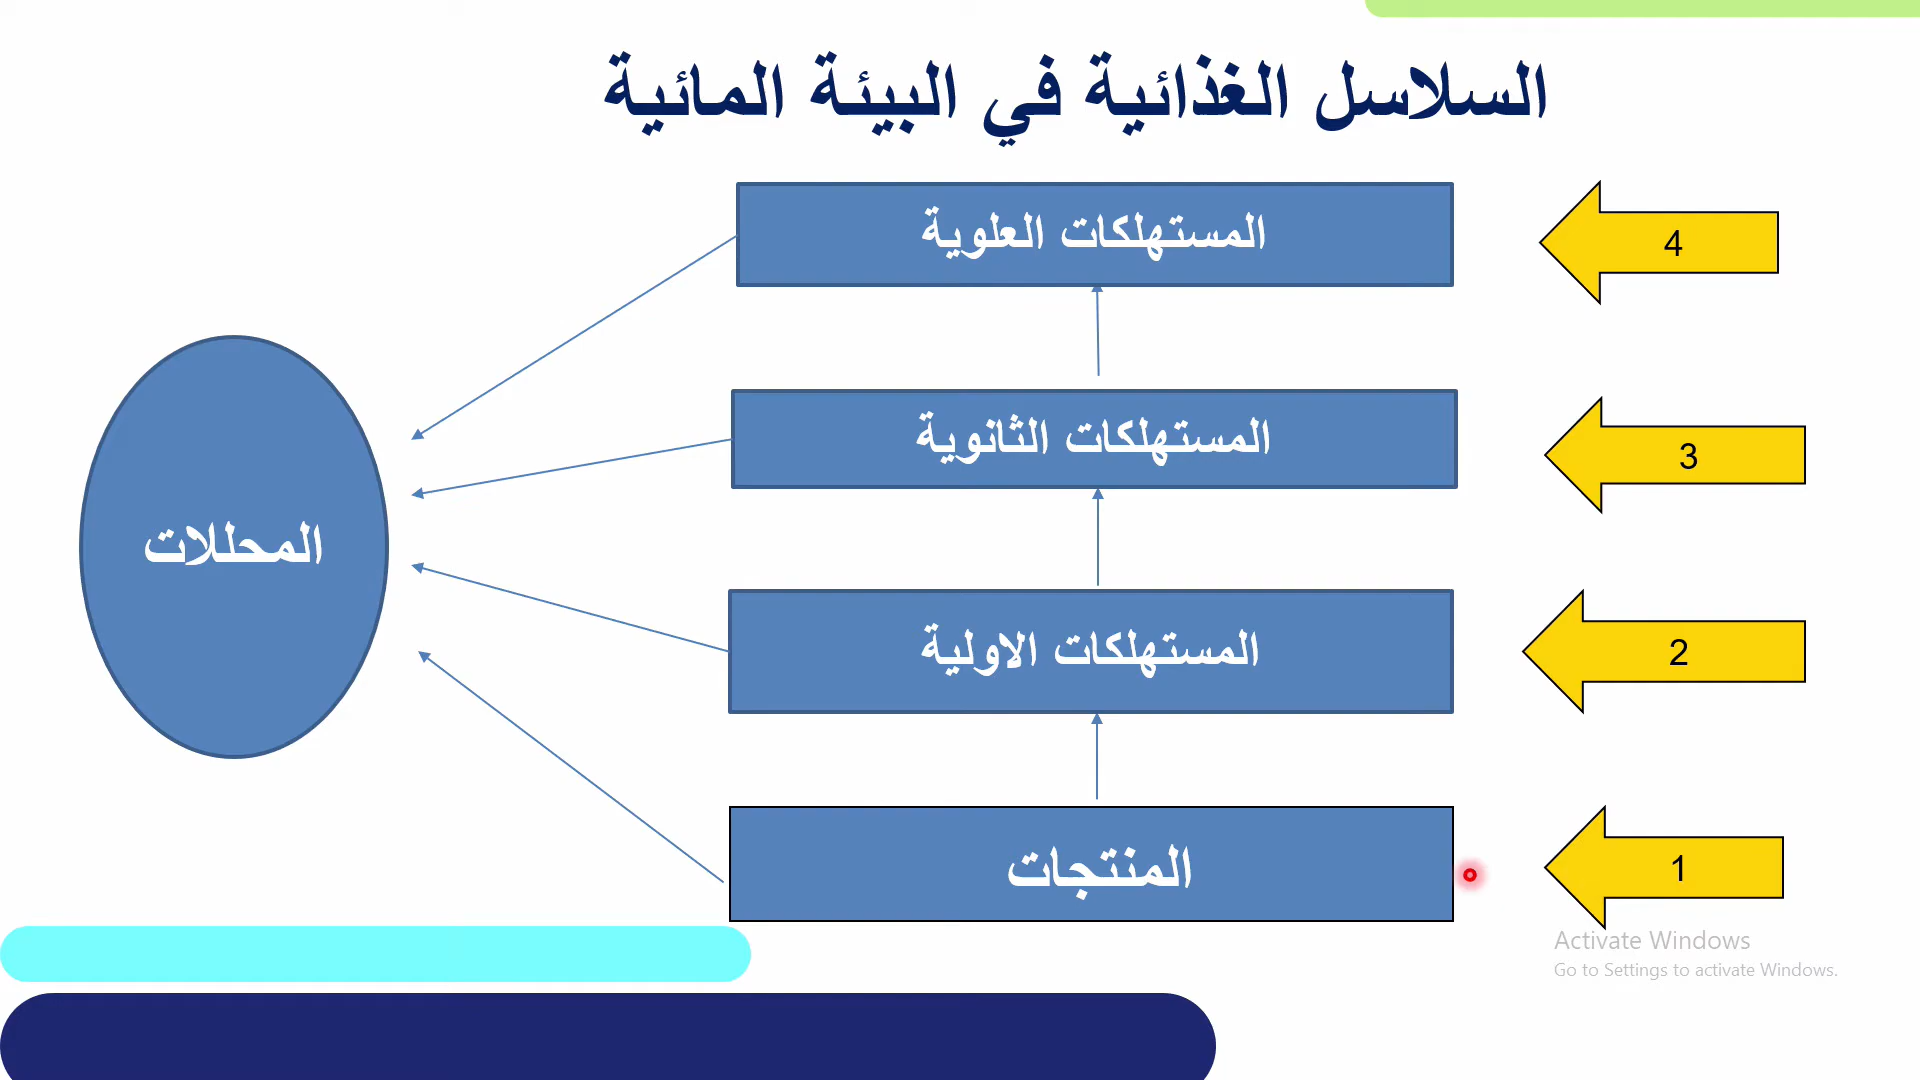 السلاسل الغذائية في البيئة المائية
المستهلكات العلوية
4
المستهلكات الثانوية
3
المحللات
المستهلكات الاولية
2
المنتجات
1
Activate Windows
Go to Settings to activate Windows.